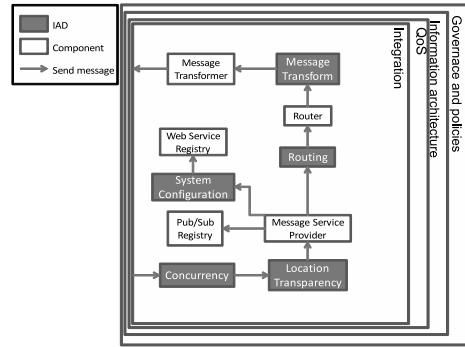 IAD
Component
Send message
Message
Transformer
Message
Transform
Router
Web Service
Registry
Routing
System
Configuration
Pub/Sub
Registry
Message Service
Provider
Concurrency
Location
Transparency
Integration
QoS
Information architecture
Governace and policies